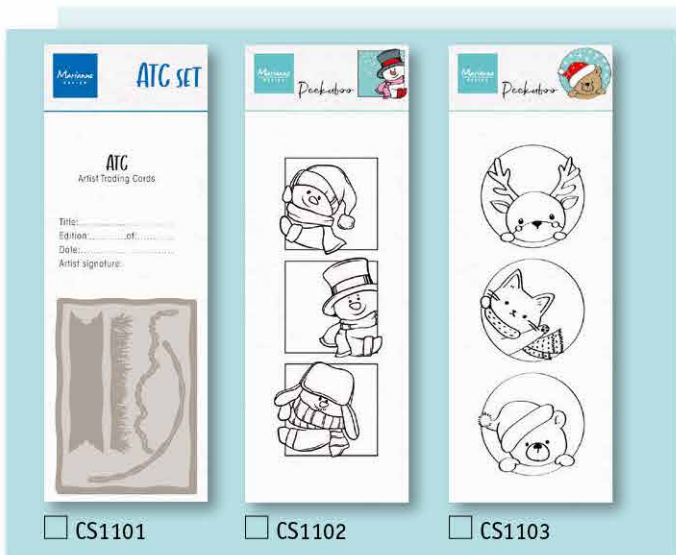 Marianne
DESIGN
ATC SET
ATC
Artist Trading Cards
Title:
Edition:..........of:..........
Date:
Artist signature:
CS1101
Marianne
DESIGN
Peekaboo
CS1102
Marianne
DESIGN
Peekaboo
CS1103